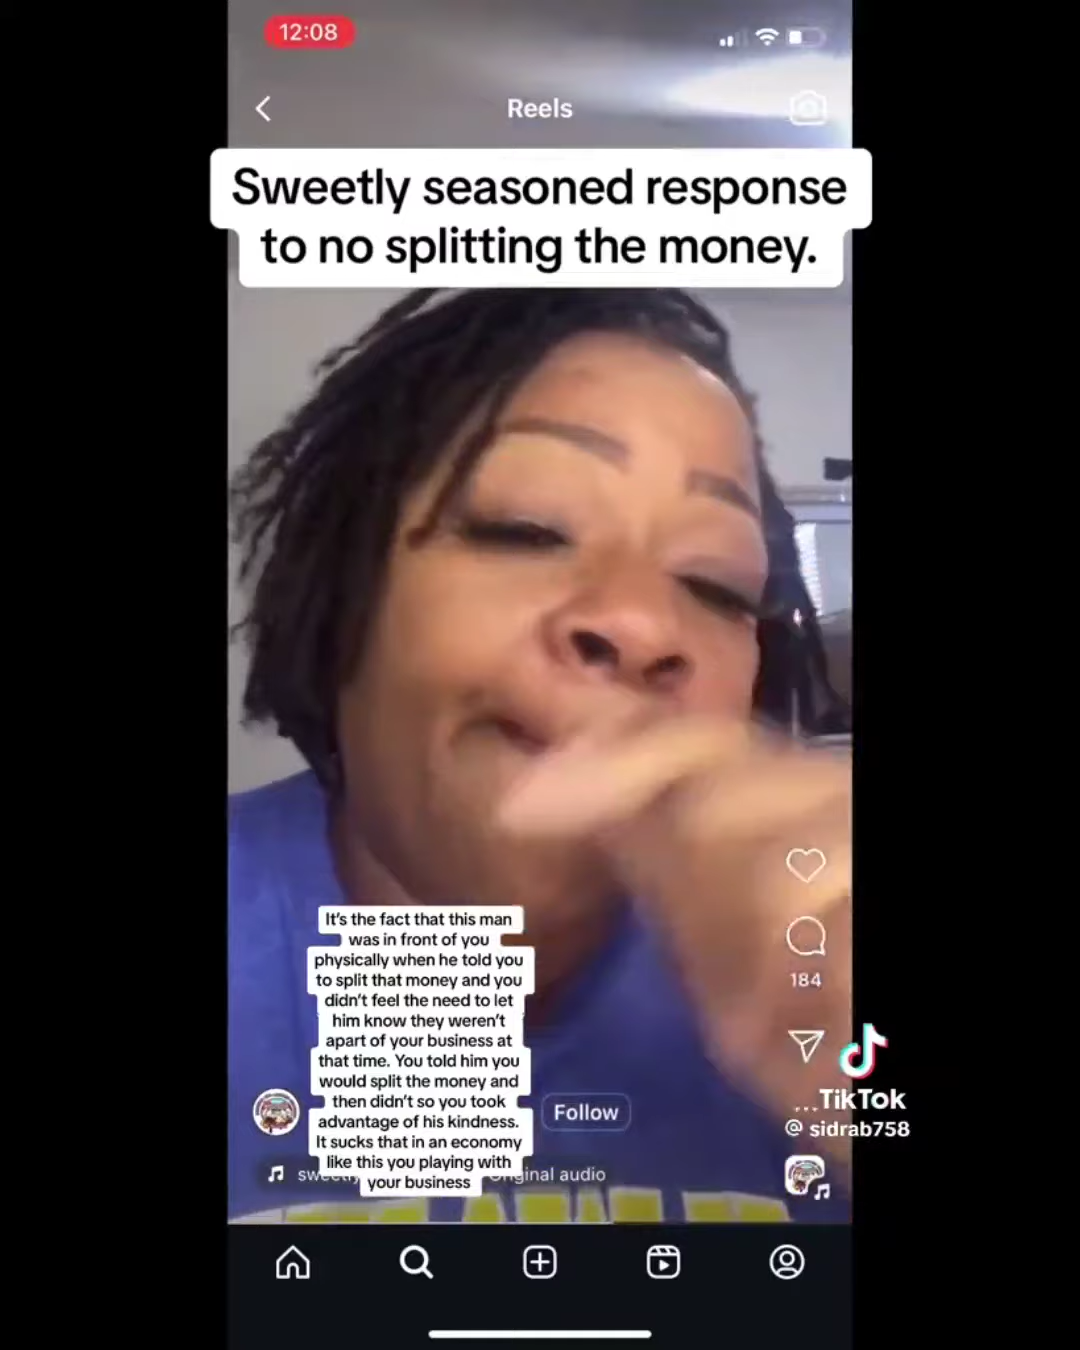 12:08
Reels
Sweetly seasoned response
to no splitting the money.
It's the fact that this man
was in front of you
physically when he told you
to split that money and you
didn't feel the need to let
him know they weren't
apart of your business at
that time. You told him you
would split the money and
then didn't so you took
advantage of his kindness.
It sucks that in an economy
like this you playing with
your business
Follow
original audio
184
TikTok
@ sidrab758